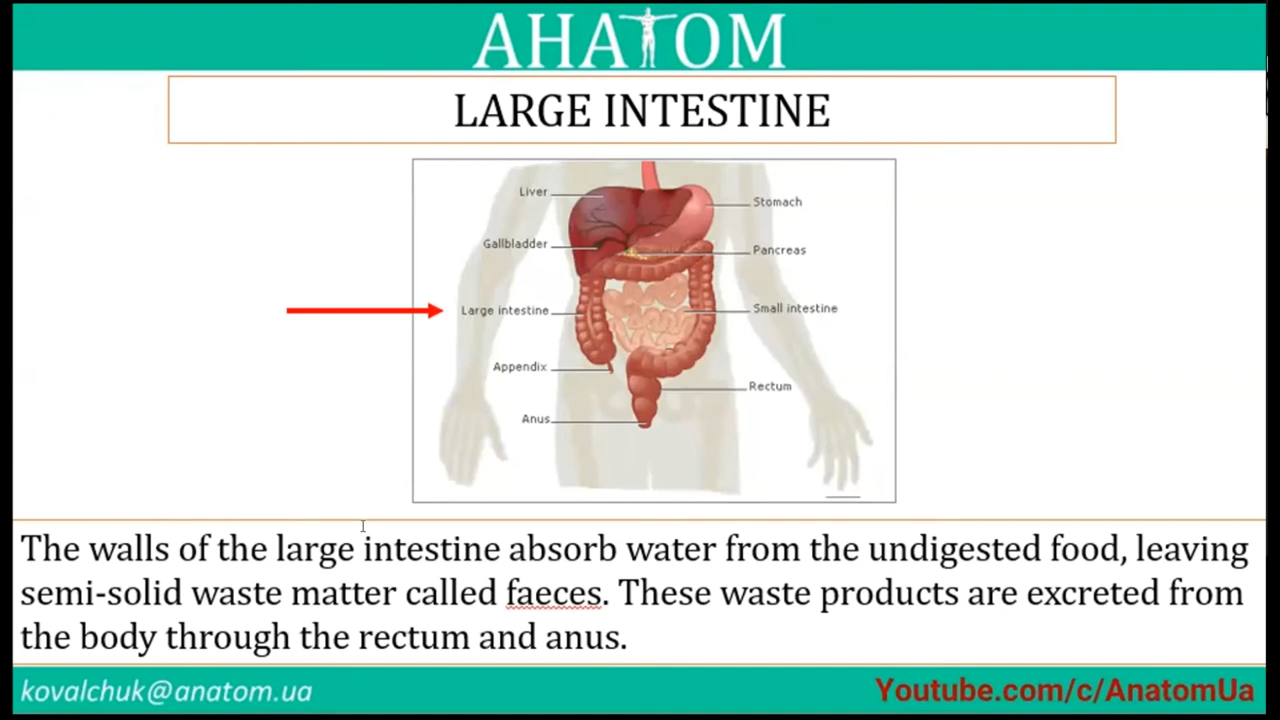 АНАТОМ
LARGE INTESTINE
Liver
Stomach
Gallbladder
Pancreas
Large intestine
Small intestine
Appendix
Rectum
Anus
The walls of the large intestine absorb water from the undigested food, leaving
semi-solid waste matter called faeces. These waste products are excreted from
the body through the rectum and anus.
kovalchuk@anatom.ua
Youtube.com/c/AnatomUa